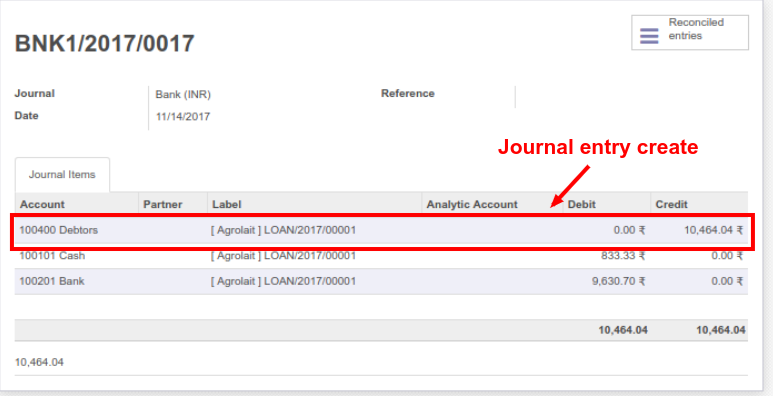 Reconciled
entries
BNK1/2017/0017
Journal Bank (INR) Reference
Date 11/14/2017
Journal entry create
Journal Items
Account Partner Label Analytic Account Debit Credit
100400 Debtors [ Agrolait ] LOAN/2017/00001 0.00 ₹ 10,464.04 ₹
100101 Cash [ Agrolait ] LOAN/2017/00001 833.33 ₹ 0.00 ₹
100201 Bank [ Agrolait ] LOAN/2017/00001 9,630.70 ₹ 0.00 ₹
10,464.04 10,464.04
10,464.04